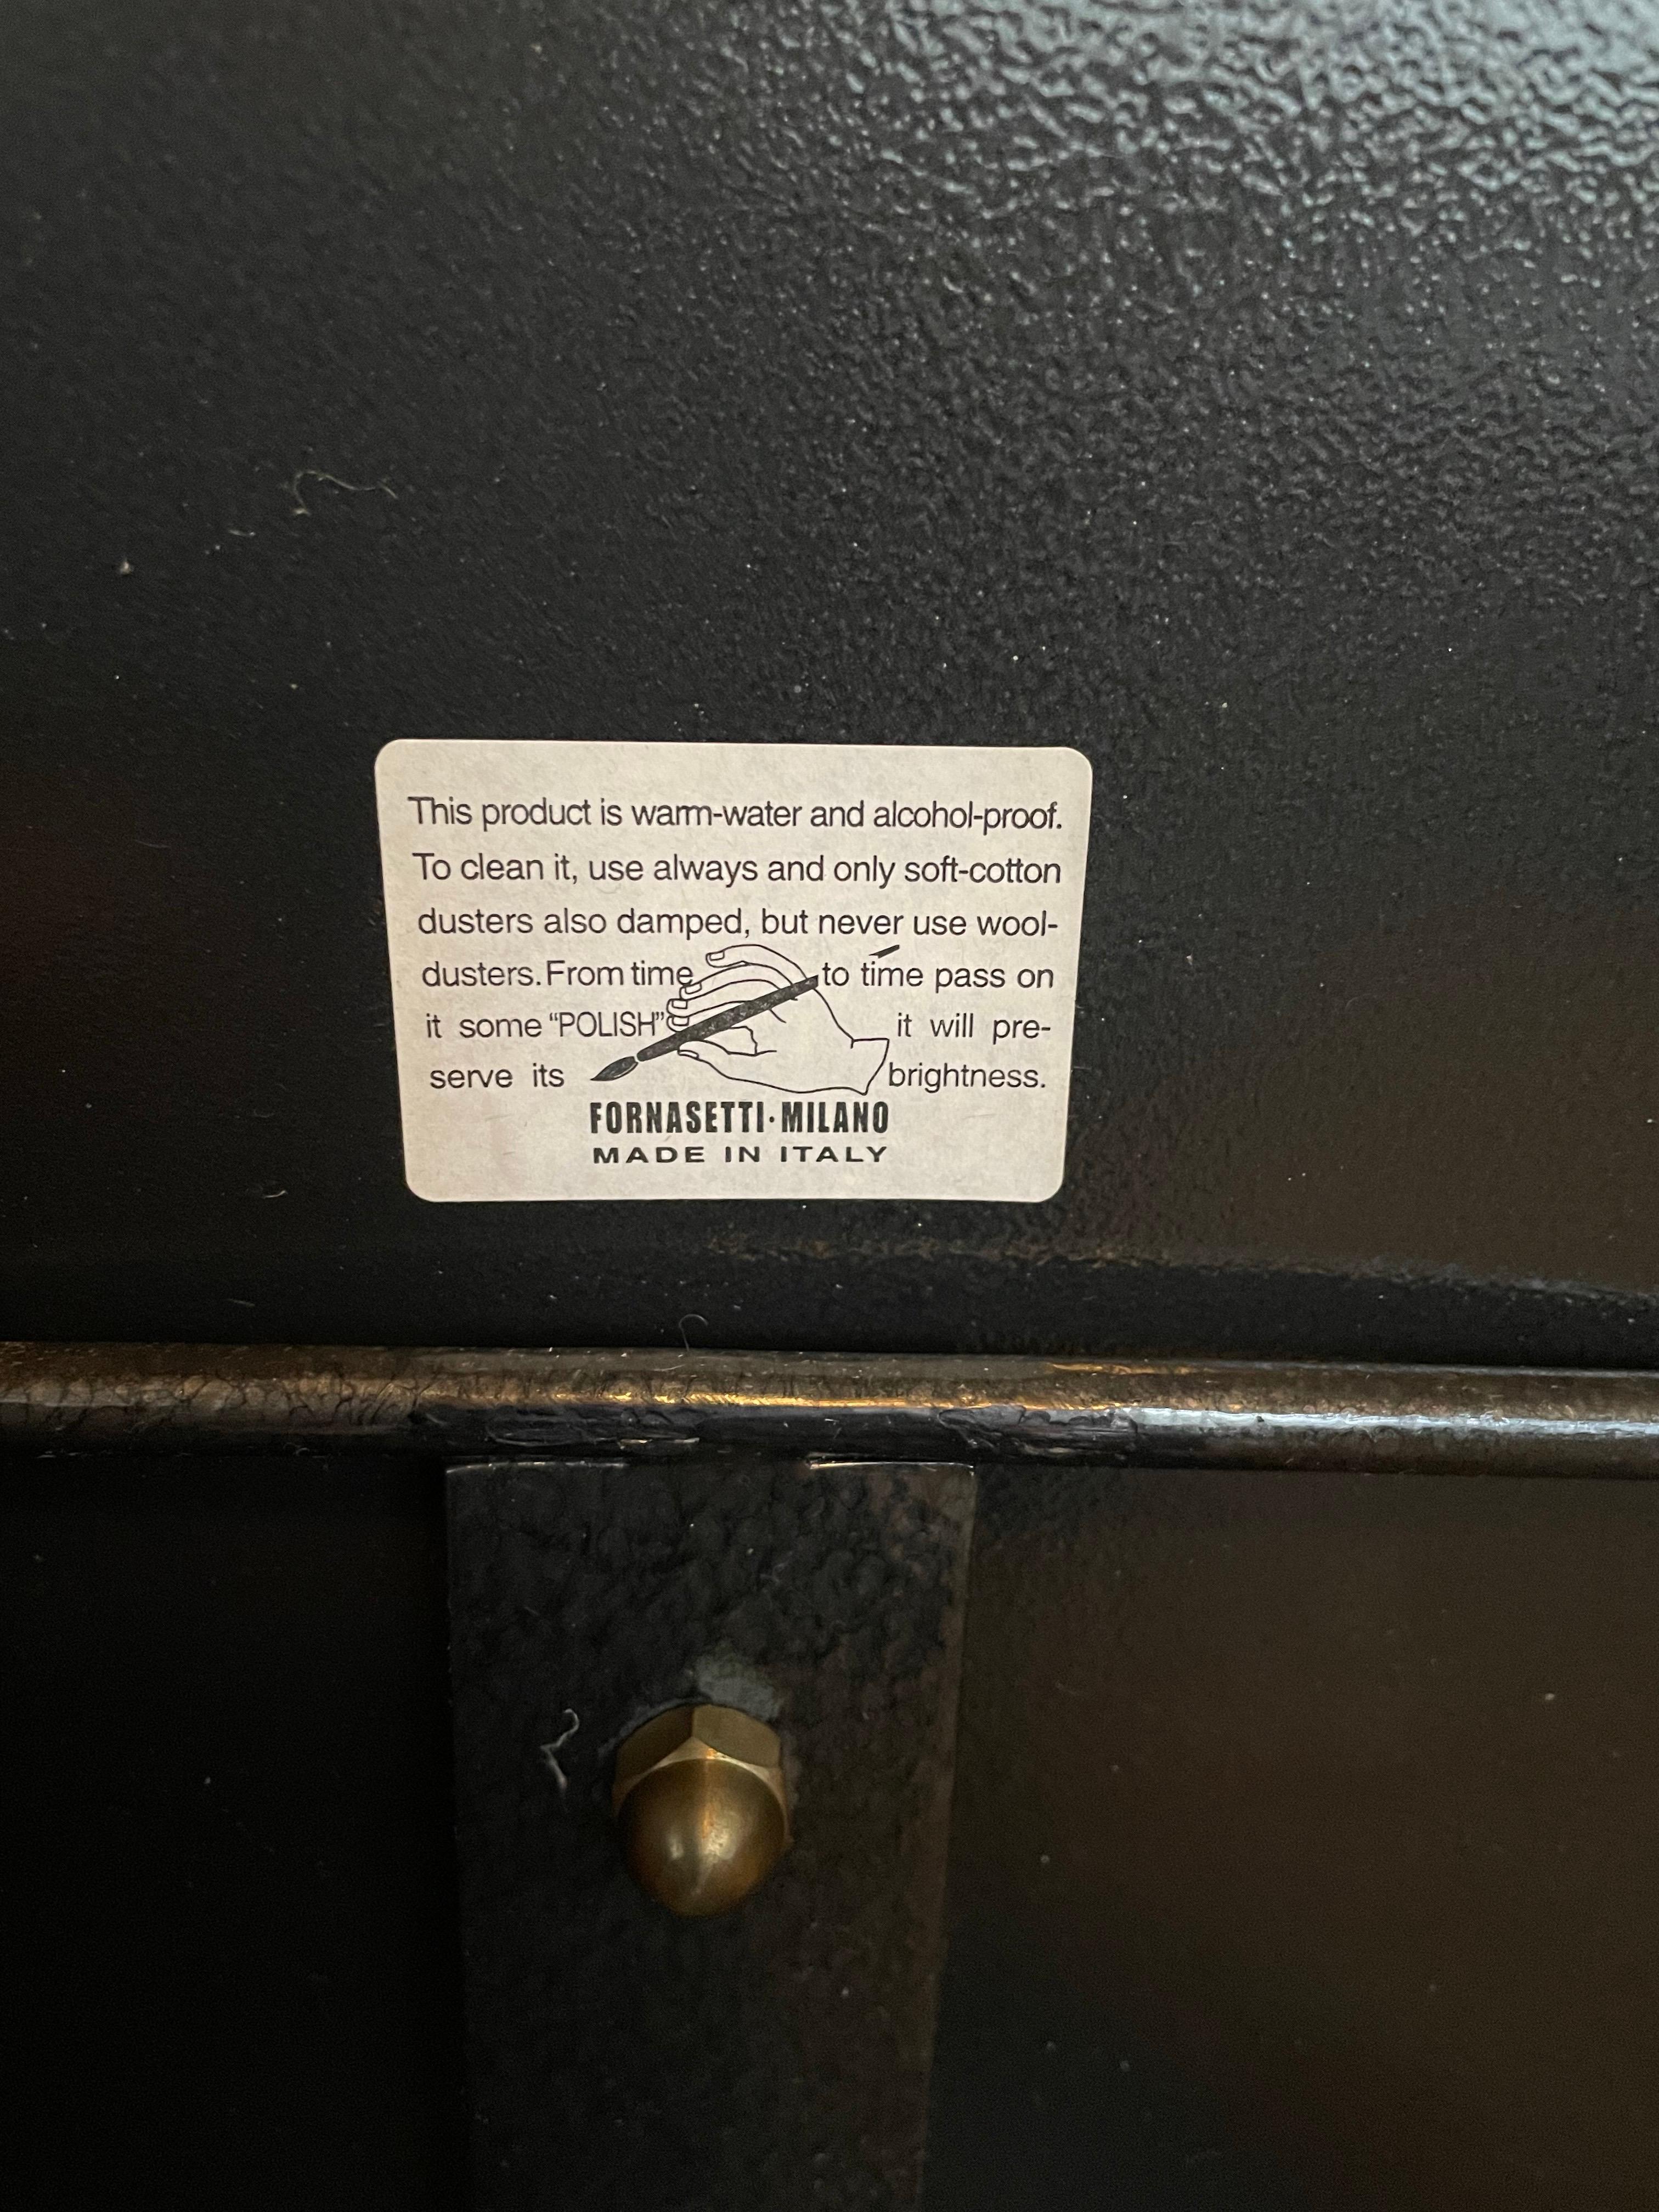 This product is warm-water and alcohol-proof.
To clean it, use always and only soft-cotton
dusters also damped, but never use wool-
dusters. From time to time pass on
it some “POLISH” it will pre-
serve its brightness.
FORNASETTI·MILANO
MADE IN ITALY